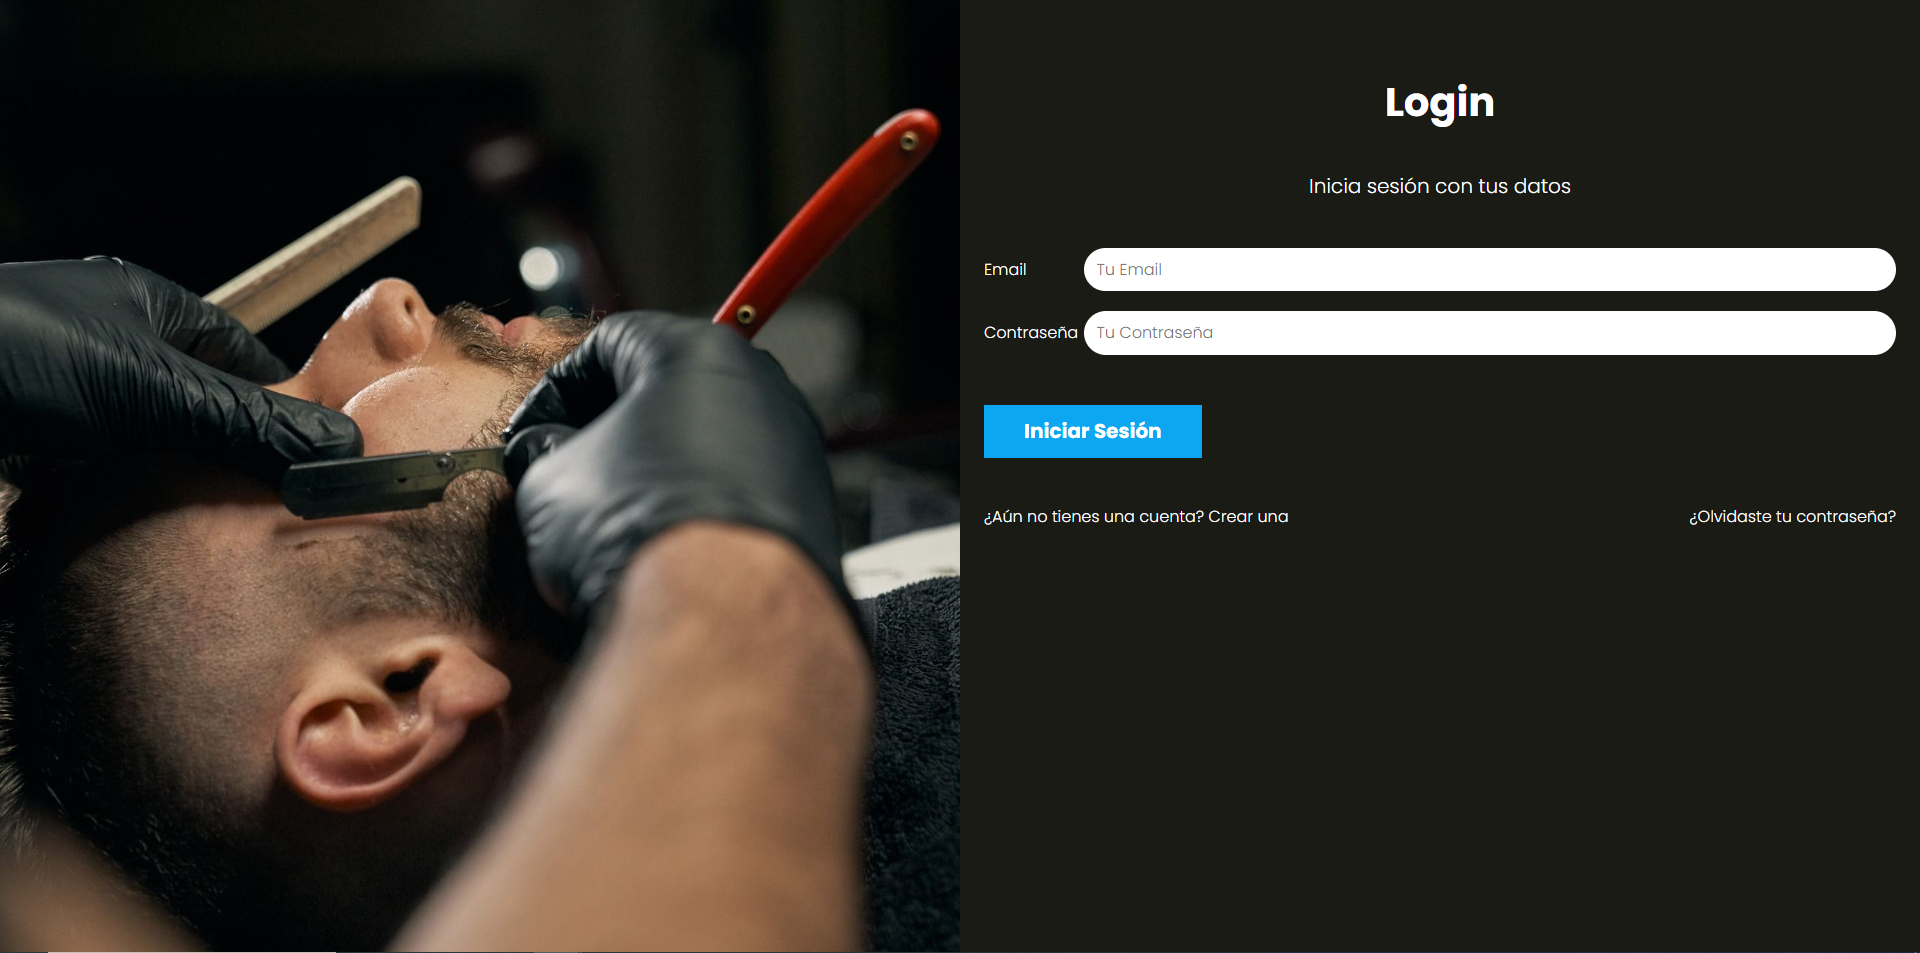 Login
Inicia sesión con tus datos
Email
Tu Email
Contraseña
Tu Contraseña
Iniciar Sesión
¿Aún no tienes una cuenta? Crear una
¿Olvidaste tu contraseña?